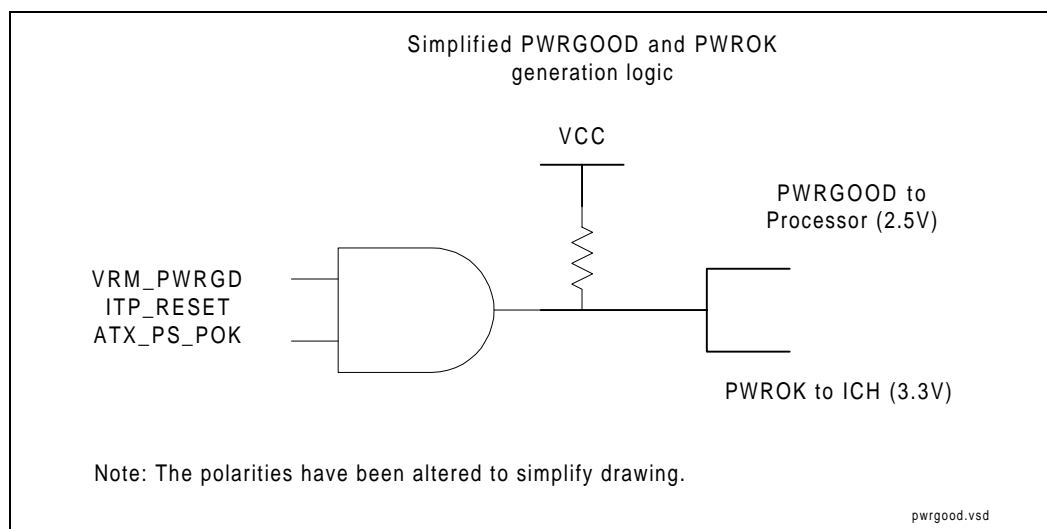 Simplified PWRGOOD and PWROK
generation logic
VCC
PWRGOOD to
Processor (2.5V)
VRM_PWRGD
ITP_RESET
ATX_PS_POK
PWROK to ICH (3.3V)
Note: The polarities have been altered to simplify drawing.
pwrgood.vsd